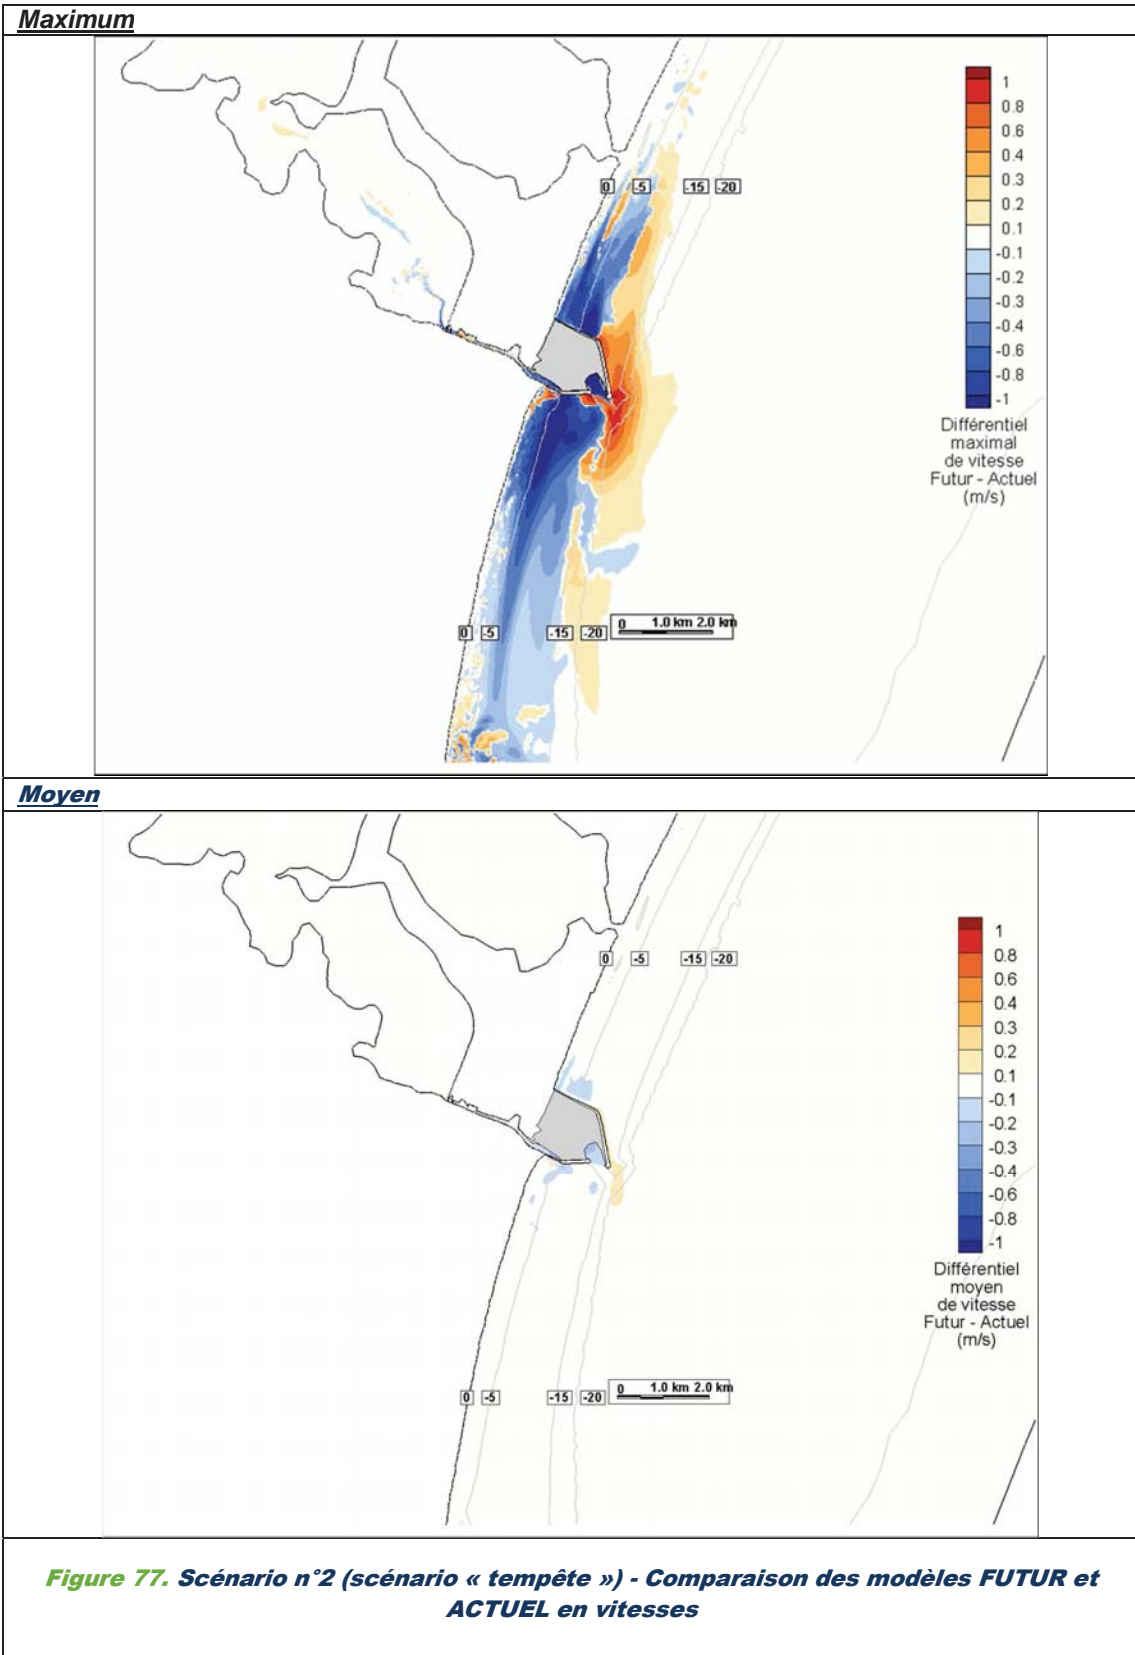 Maximum
1
0.8
0.6
0.4
0.3
0.2
0.1
-0.1
-0.2
-0.3
-0.4
-0.6
-0.8
-1
Différentiel
maximal
de vitesse
Futur - Actuel
(m/s)
0 -5 -15 -20
0 -5 -15 -20
0 1.0 km 2.0 km
Moyen
1
0.8
0.6
0.4
0.3
0.2
0.1
-0.1
-0.2
-0.3
-0.4
-0.6
-0.8
-1
Différentiel
moyen
de vitesse
Futur - Actuel
(m/s)
0 -5 -15 -20
0 -5 -15 -20
0 1.0 km 2.0 km
Figure 77. Scénario n°2 (scénario « tempête ») - Comparaison des modèles FUTUR et
ACTUEL en vitesses